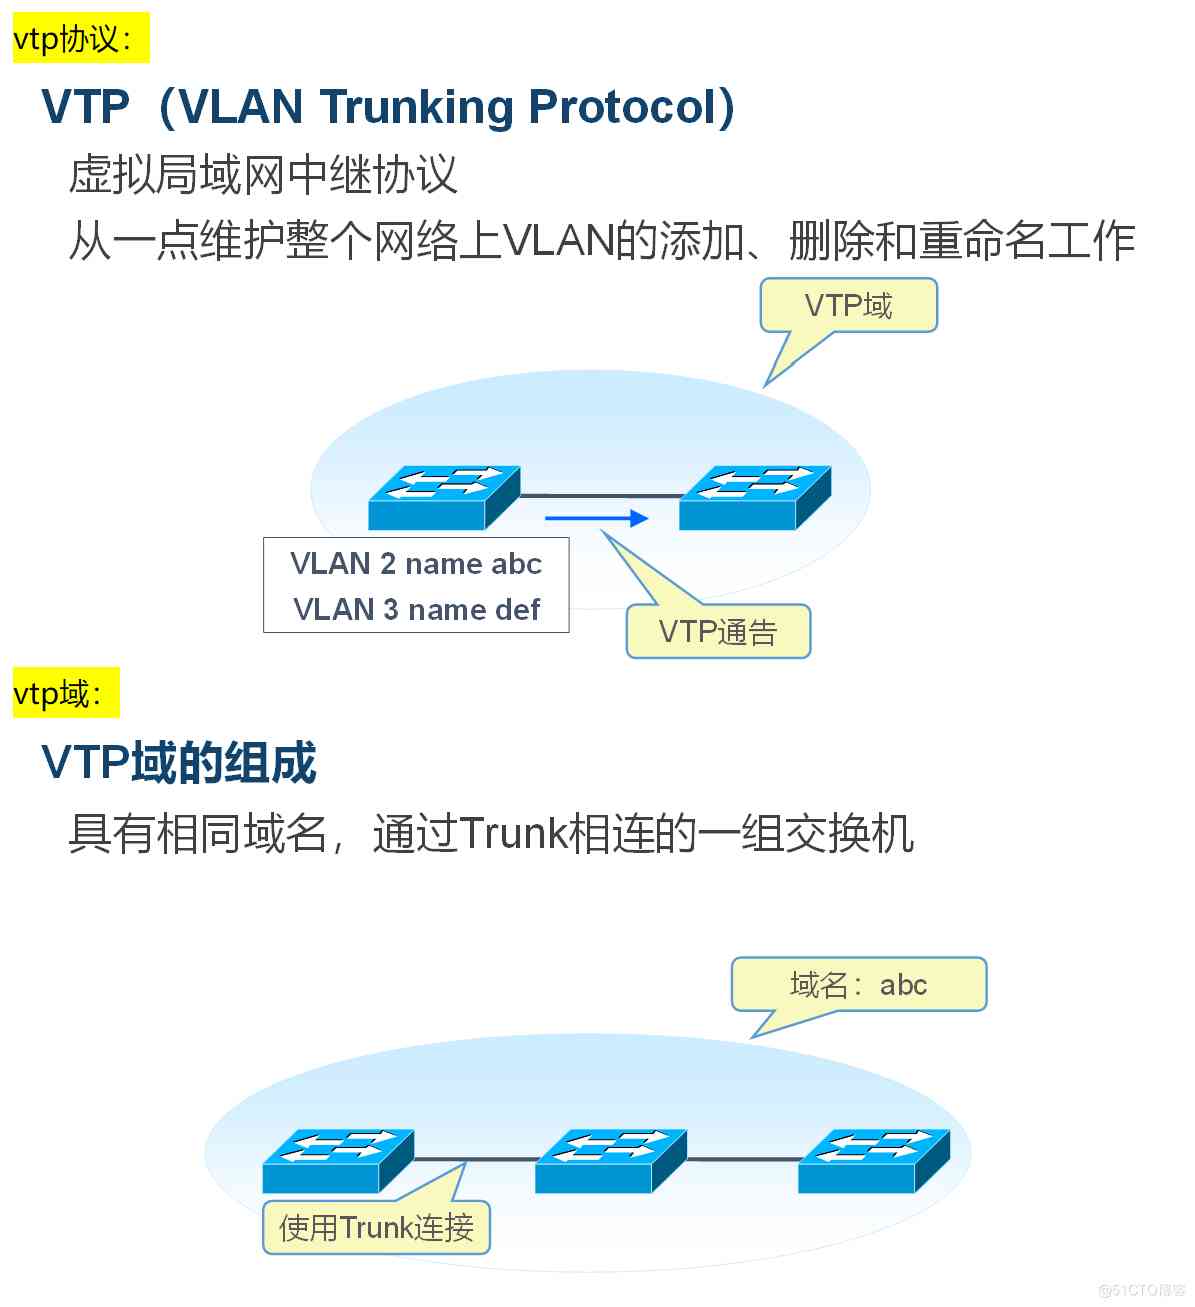 vtp协议：
VTP（VLAN Trunking Protocol）
虚拟局域网中继协议
从一点维护整个网络上VLAN的添加、删除和重命名工作
VTP域
VLAN 2 name abc
VLAN 3 name def
VTP通告
vtp域：
VTP域的组成
具有相同域名，通过Trunk相连的一组交换机
域名：abc
使用Trunk连接
@51CTO博客